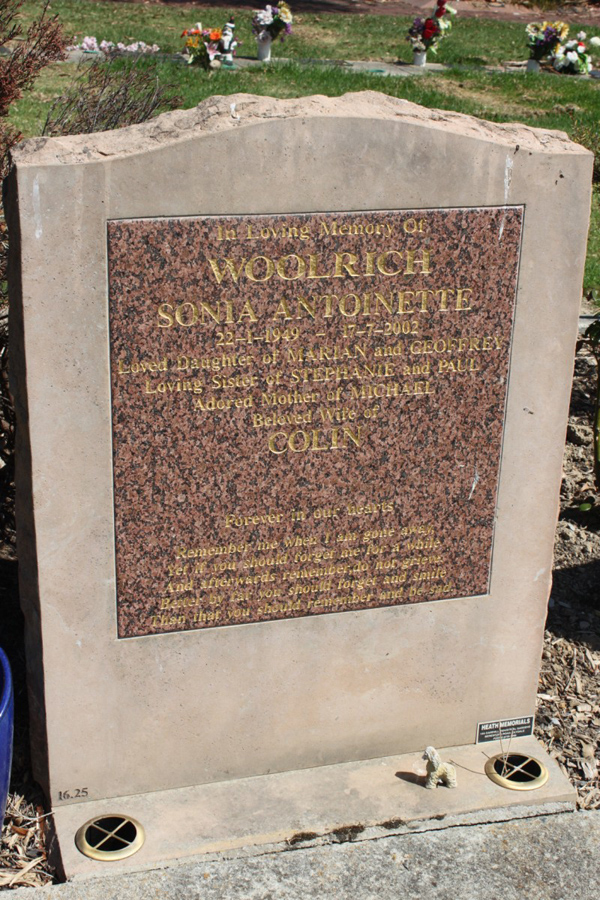 In Loving Memory Of
WOOLRICH
SONIA ANTOINETTE
22-1-1949 - 17-7-2002
Loved Daughter of MARIAN and GEOFFREY
Loving Sister of STEPHANIE and PAUL
Adored Mother of MICHAEL
Beloved Wife of
COLIN
Forever in our hearts
Remember me when I am gone away,
Yet if you should forget me for a while
And afterwards remember, do not grieve,
Better by far you should forget and smile
Than that you should remember and be sad.
HEATH MEMORIALS
16.25